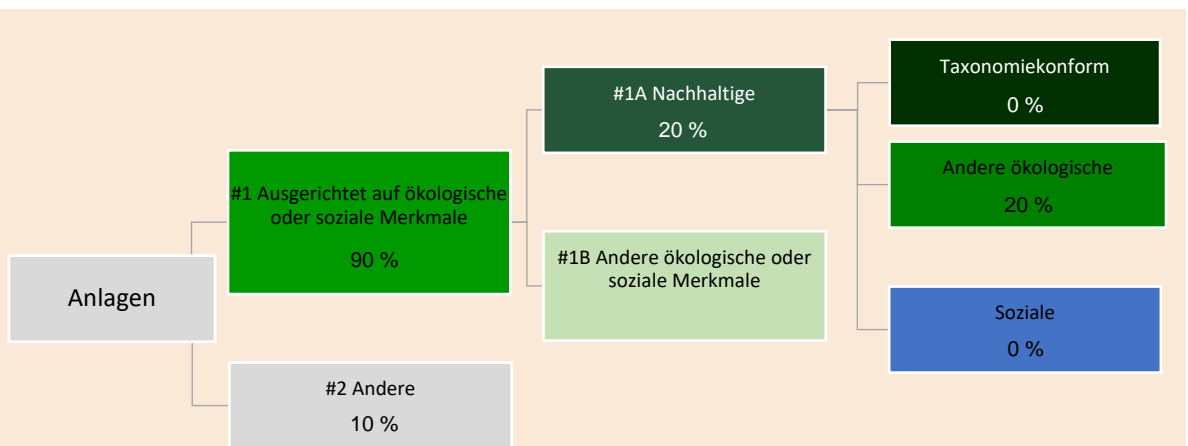 Anlagen
#1 Ausgerichtet auf ökologische
oder soziale Merkmale
90 %
#2 Andere
10 %
#1A Nachhaltige
20 %
#1B Andere ökologische oder
soziale Merkmale
Taxonomiekonform
0 %
Andere ökologische
20 %
Soziale
0 %